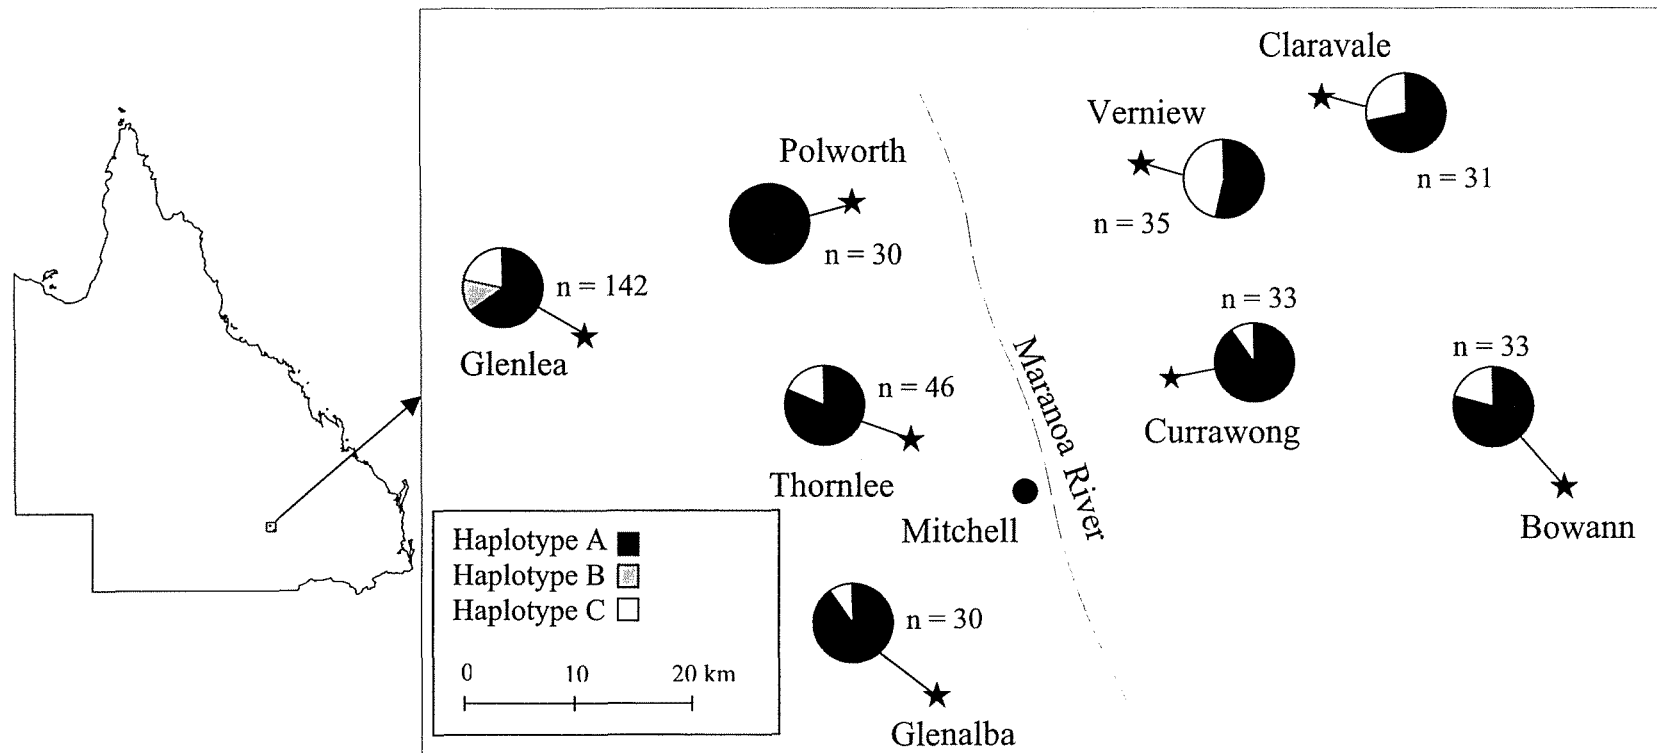 Claravale
n = 31
Verniew
n = 35
Polworth
n = 30
n = 142
Glenlea
n = 33
Currawong
n = 33
Bowann
n = 46
Thornlee
Maranoa River
Mitchell
Haplotype A
Haplotype B
Haplotype C
0 10 20 km
n = 30
Glenalba